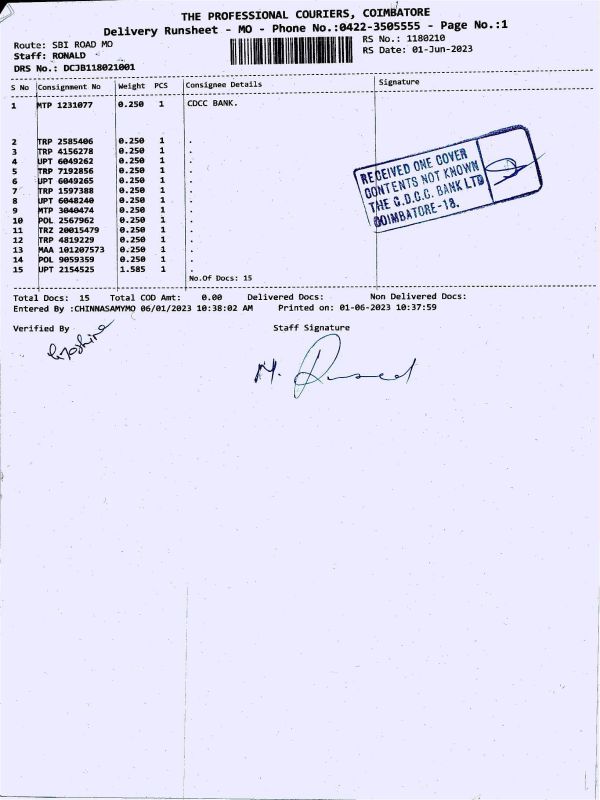 THE PROFESSIONAL COURIERS, COIMBATORE
Delivery Runsheet - MO - Phone No.:0422-3505555 - Page No.:1
Route: SBI ROAD MO
RS No.: 1180210
Staff: RONALD
RS Date: 01-Jun-2023
DRS No.: DCJB118021001
S No Consignment No Weight PCS Consignee Details Signature
1 MTP 1231077 0.250 1 CDCC BANK.
2 TRP 2585406 0.250 1 .
3 TRP 4156278 0.250 1 .
4 UPT 6049262 0.250 1 .
5 TRP 7192856 0.250 1 .
6 UPT 6049265 0.250 1 .
7 TRP 1597388 0.250 1 .
8 UPT 6048240 0.250 1 .
9 MTP 3040474 0.250 1 .
10 POL 2567962 0.250 1 .
11 TRZ 20015479 0.250 1 .
12 TRP 4819229 0.250 1 .
13 MAA 101207573 0.250 1 .
14 POL 9059359 0.250 1 .
15 UPT 2154525 1.585 1 .
No.Of Docs: 15
RECEIVED ONE COVER
CONTENTS NOT KNOWN
THE C.D.C.C. BANK LTD
COIMBATORE-18.
Total Docs: 15 Total COD Amt: 0.00 Delivered Docs: Non Delivered Docs:
Entered By :CHINNASAMYMO 06/01/2023 10:38:02 AM Printed on: 01-06-2023 10:37:59
Verified By Staff Signature
M.